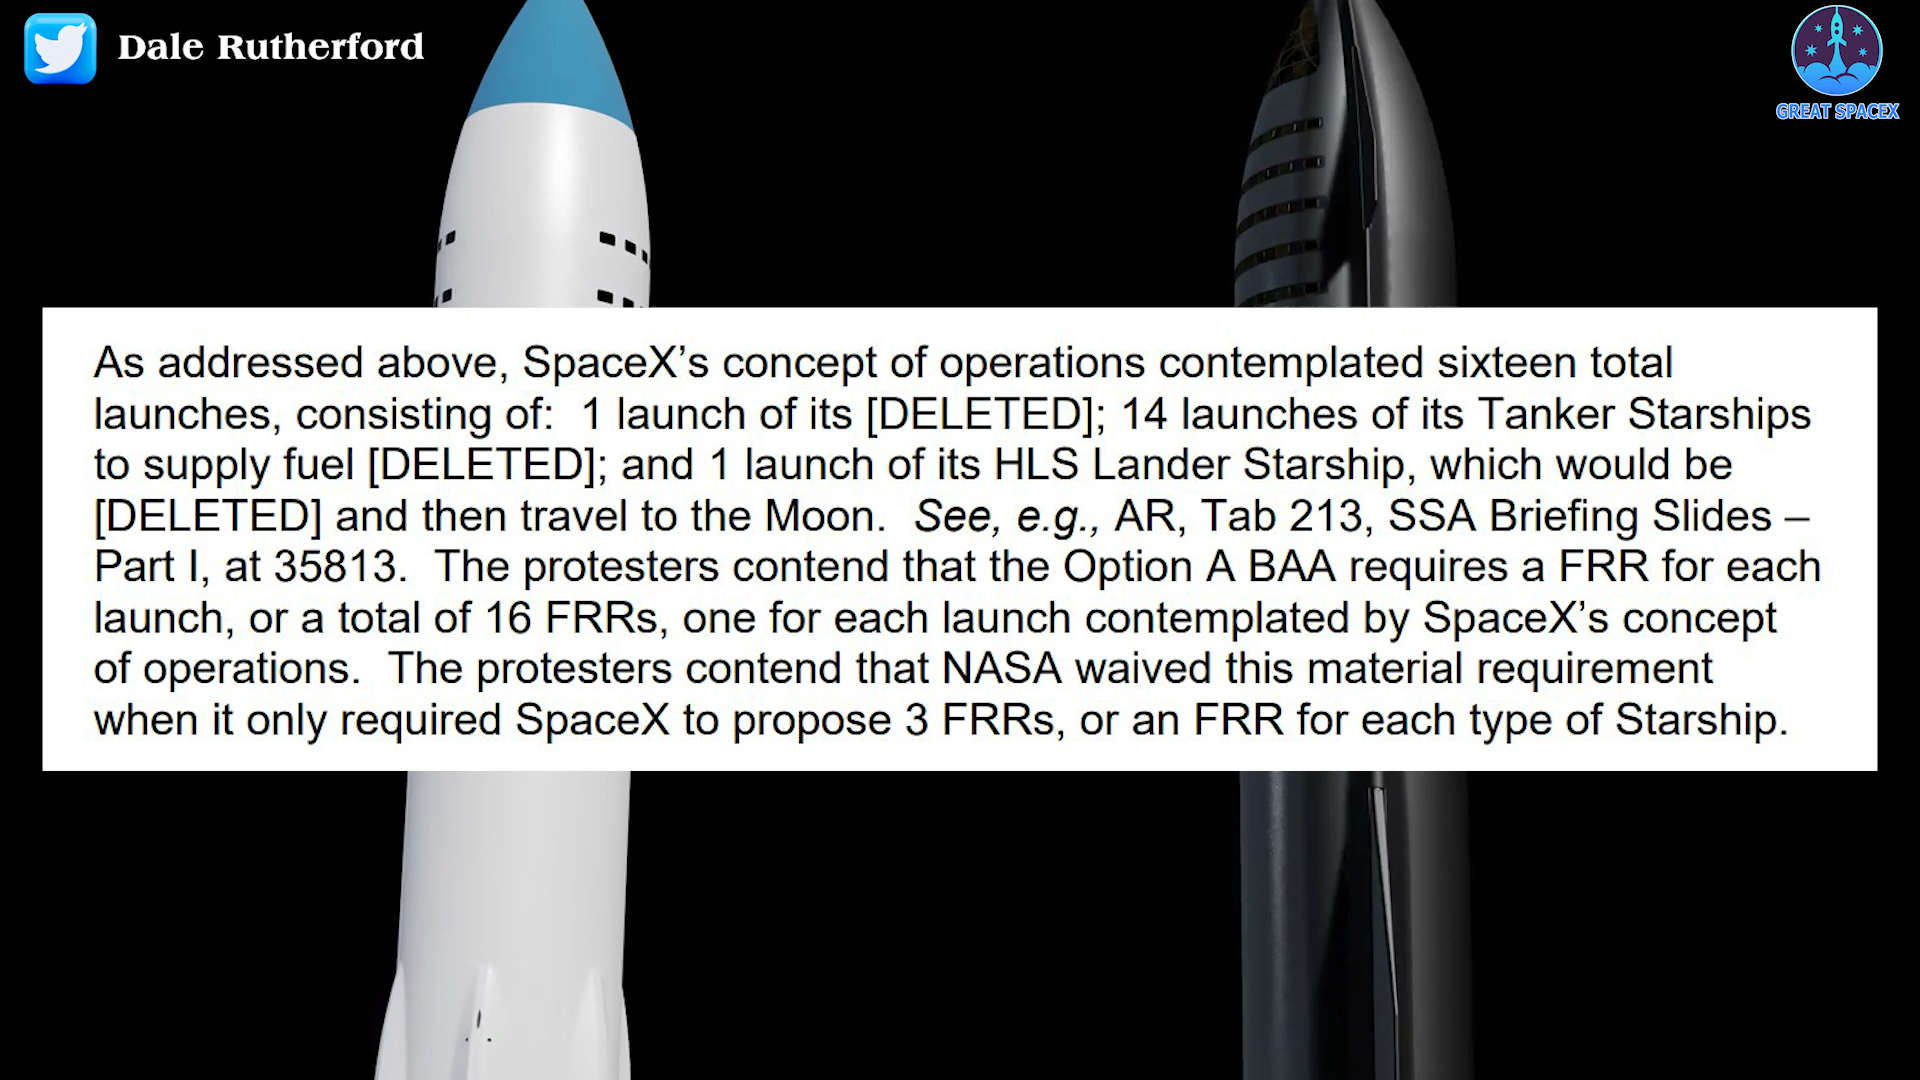 Dale Rutherford
GREAT SPACEX
As addressed above, SpaceX’s concept of operations contemplated sixteen total
launches, consisting of:  1 launch of its [DELETED]; 14 launches of its Tanker Starships
to supply fuel [DELETED]; and 1 launch of its HLS Lander Starship, which would be
[DELETED] and then travel to the Moon.  See, e.g., AR, Tab 213, SSA Briefing Slides –
Part I, at 35813.  The protesters contend that the Option A BAA requires a FRR for each
launch, or a total of 16 FRRs, one for each launch contemplated by SpaceX’s concept
of operations.  The protesters contend that NASA waived this material requirement
when it only required SpaceX to propose 3 FRRs, or an FRR for each type of Starship.